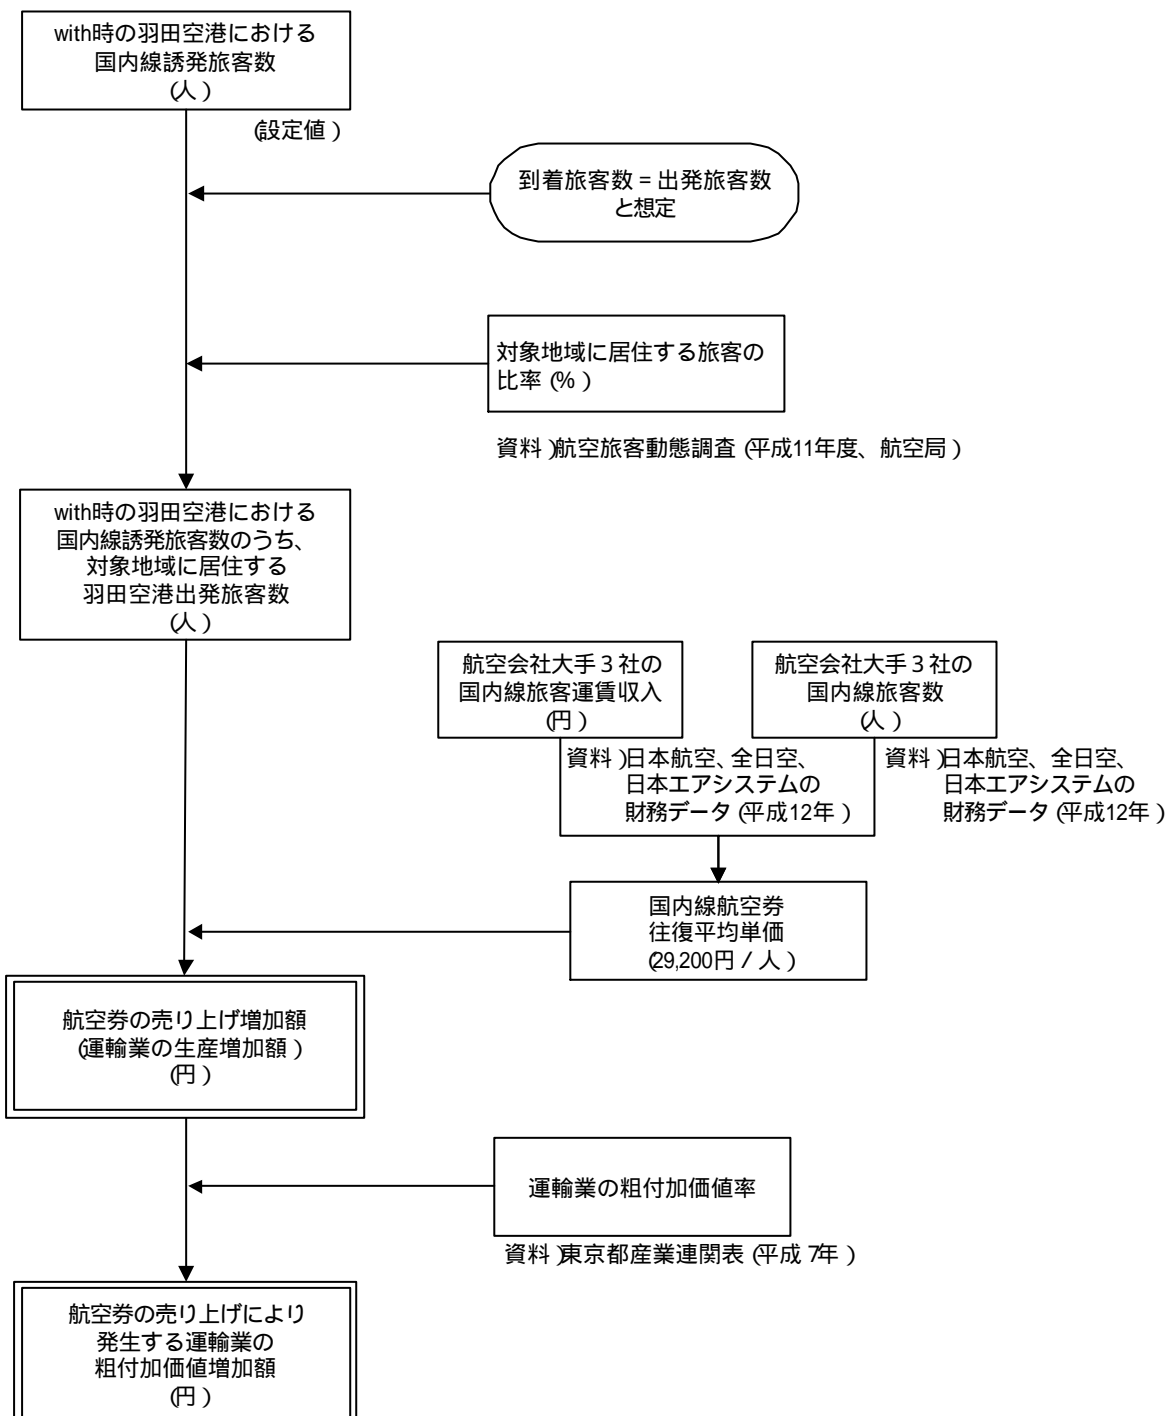 with時の羽田空港における
国内線誘発旅客数
(人)
(設定値)
到着旅客数=出発旅客数
と想定
対象地域に居住する旅客の
比率(%)
資料)航空旅客動態調査(平成11年度、航空局)
with時の羽田空港における
国内線誘発旅客数のうち、
対象地域に居住する
羽田空港出発旅客数
(人)
航空会社大手3社の
国内線旅客運賃収入
(円)
資料)日本航空、全日空、
日本エアシステムの
財務データ(平成12年)
航空会社大手3社の
国内線旅客数
(人)
資料)日本航空、全日空、
日本エアシステムの
財務データ(平成12年)
国内線航空券
往復平均単価
(29,200円/人)
航空券の売り上げ増加額
(運輸業の生産増加額)
(円)
運輸業の粗付加価値率
資料)東京都産業連関表(平成7年)
航空券の売り上げにより
発生する運輸業の
粗付加価値増加額
(円)